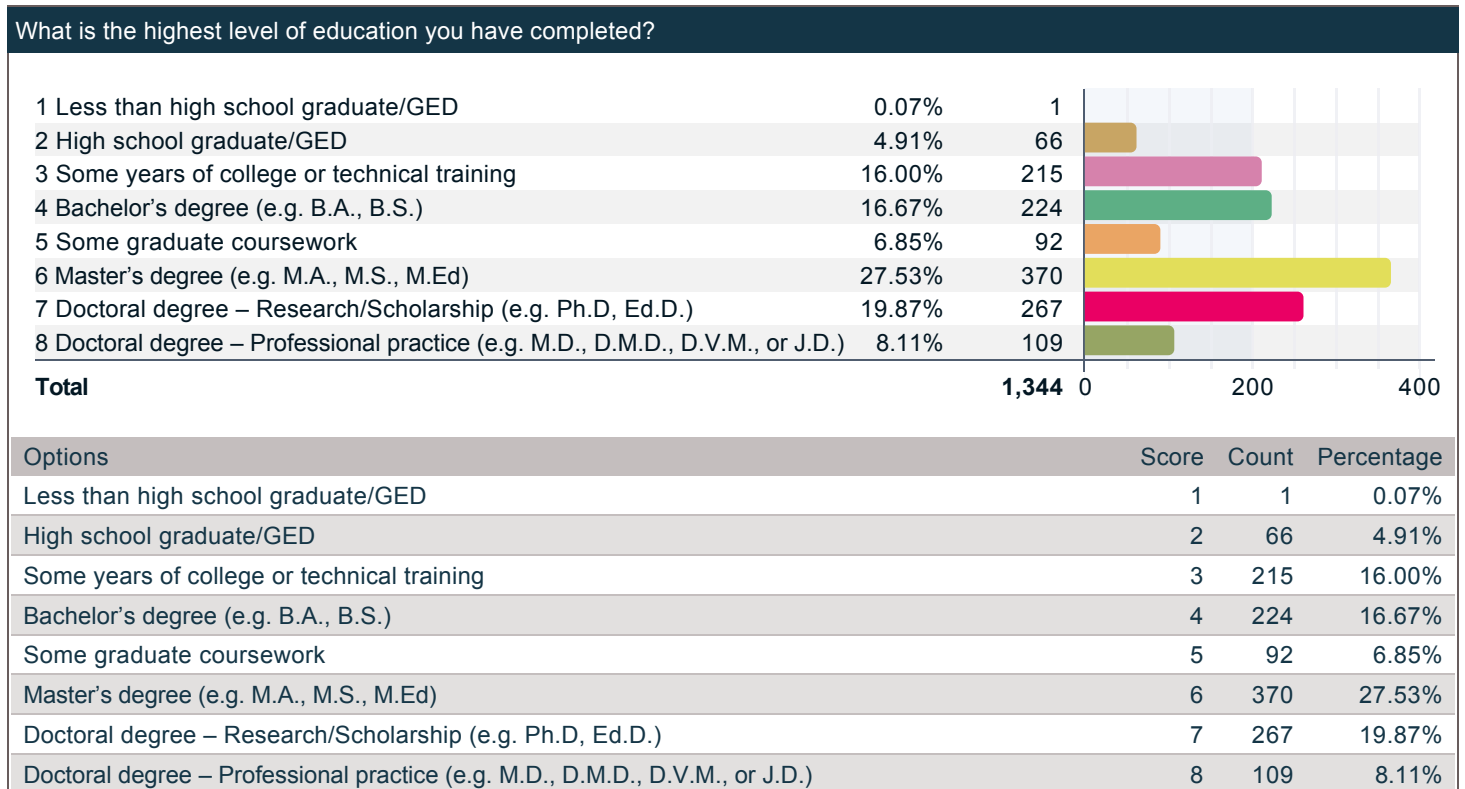 What is the highest level of education you have completed?
1 Less than high school graduate/GED 0.07% 1
2 High school graduate/GED 4.91% 66
3 Some years of college or technical training 16.00% 215
4 Bachelor’s degree (e.g. B.A., B.S.) 16.67% 224
5 Some graduate coursework 6.85% 92
6 Master’s degree (e.g. M.A., M.S., M.Ed) 27.53% 370
7 Doctoral degree – Research/Scholarship (e.g. Ph.D, Ed.D.) 19.87% 267
8 Doctoral degree – Professional practice (e.g. M.D., D.M.D., D.V.M., or J.D.) 8.11% 109
Total 1,344 0 200 400
Options Score Count Percentage
Less than high school graduate/GED 1 1 0.07%
High school graduate/GED 2 66 4.91%
Some years of college or technical training 3 215 16.00%
Bachelor’s degree (e.g. B.A., B.S.) 4 224 16.67%
Some graduate coursework 5 92 6.85%
Master’s degree (e.g. M.A., M.S., M.Ed) 6 370 27.53%
Doctoral degree – Research/Scholarship (e.g. Ph.D, Ed.D.) 7 267 19.87%
Doctoral degree – Professional practice (e.g. M.D., D.M.D., D.V.M., or J.D.) 8 109 8.11%